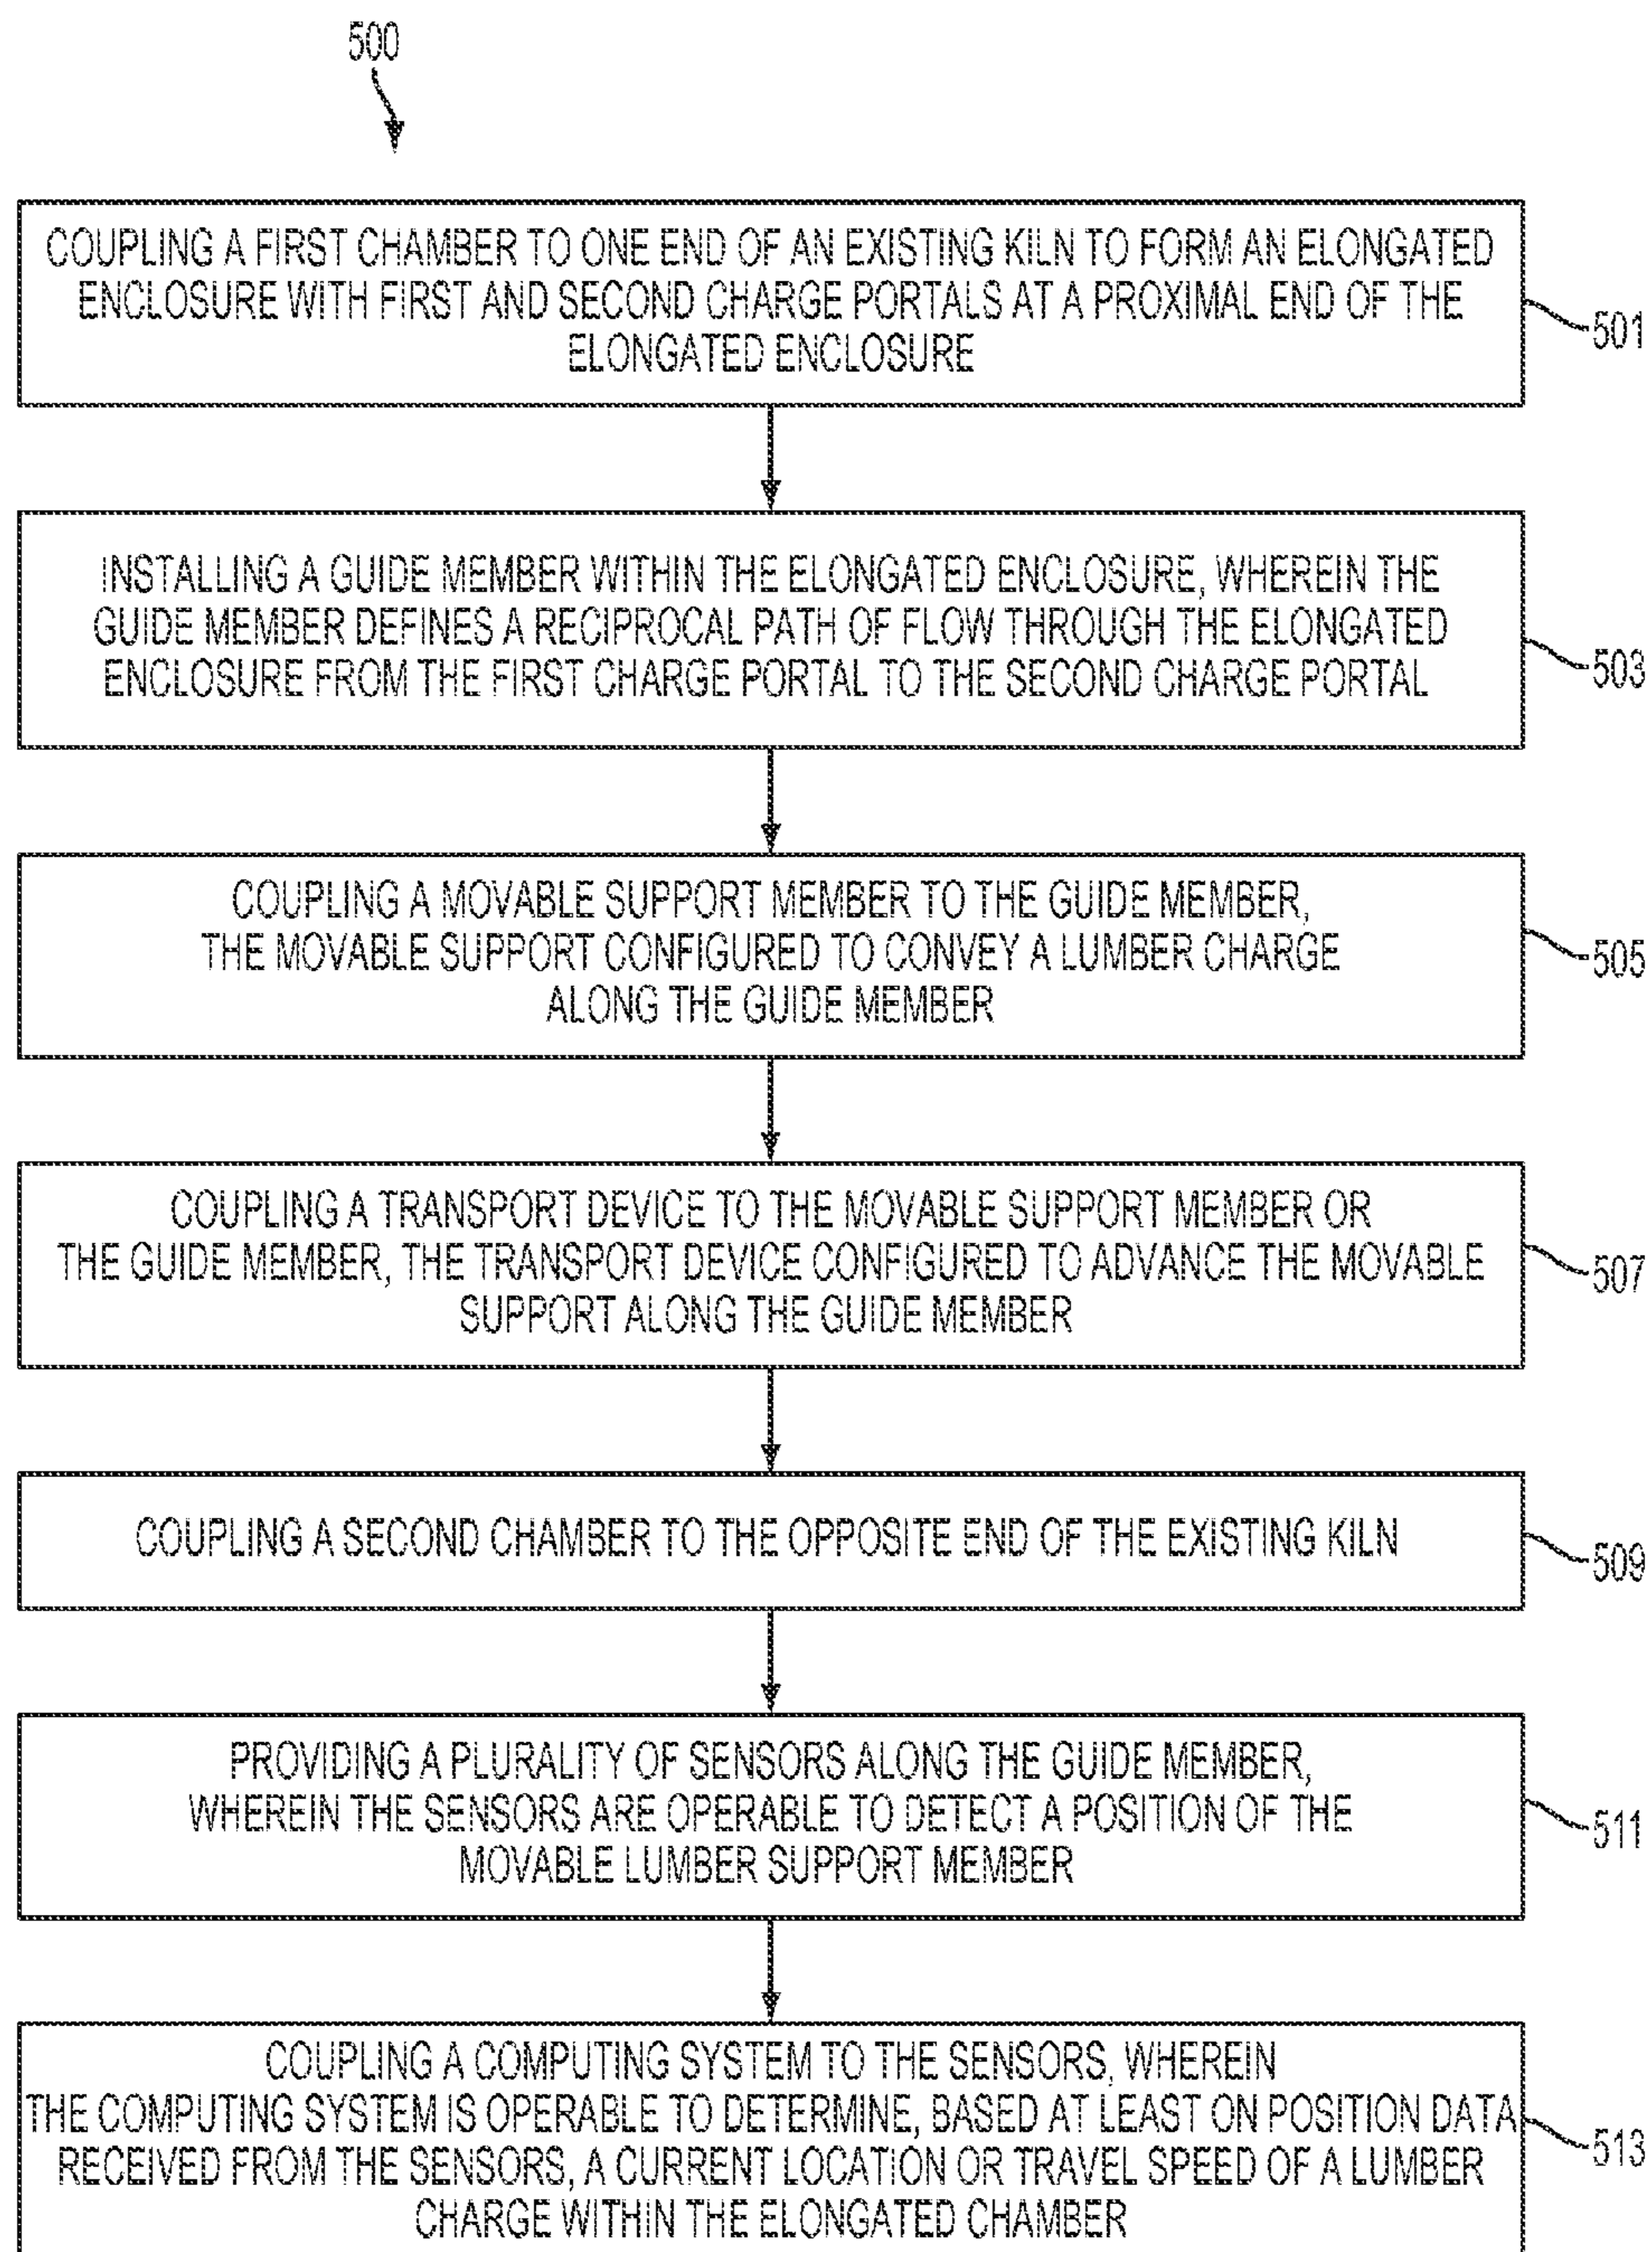 500
COUPLING A FIRST CHAMBER TO ONE END OF AN EXISTING KILN TO FORM AN ELONGATED
ENCLOSURE WITH FIRST AND SECOND CHARGE PORTALS AT A PROXIMAL END OF THE
ELONGATED ENCLOSURE
501
INSTALLING A GUIDE MEMBER WITHIN THE ELONGATED ENCLOSURE, WHEREIN THE
GUIDE MEMBER DEFINES A RECIPROCAL PATH OF FLOW THROUGH THE ELONGATED
ENCLOSURE FROM THE FIRST CHARGE PORTAL TO THE SECOND CHARGE PORTAL
503
COUPLING A MOVABLE SUPPORT MEMBER TO THE GUIDE MEMBER,
THE MOVABLE SUPPORT CONFIGURED TO CONVEY A LUMBER CHARGE
ALONG THE GUIDE MEMBER
505
COUPLING A TRANSPORT DEVICE TO THE MOVABLE SUPPORT MEMBER OR
THE GUIDE MEMBER, THE TRANSPORT DEVICE CONFIGURED TO ADVANCE THE MOVABLE
SUPPORT ALONG THE GUIDE MEMBER
507
COUPLING A SECOND CHAMBER TO THE OPPOSITE END OF THE EXISTING KILN
509
PROVIDING A PLURALITY OF SENSORS ALONG THE GUIDE MEMBER,
WHEREIN THE SENSORS ARE OPERABLE TO DETECT A POSITION OF THE
MOVABLE LUMBER SUPPORT MEMBER
511
COUPLING A COMPUTING SYSTEM TO THE SENSORS, WHEREIN
THE COMPUTING SYSTEM IS OPERABLE TO DETERMINE, BASED AT LEAST ON POSITION DATA
RECEIVED FROM THE SENSORS, A CURRENT LOCATION OR TRAVEL SPEED OF A LUMBER
CHARGE WITHIN THE ELONGATED CHAMBER
513